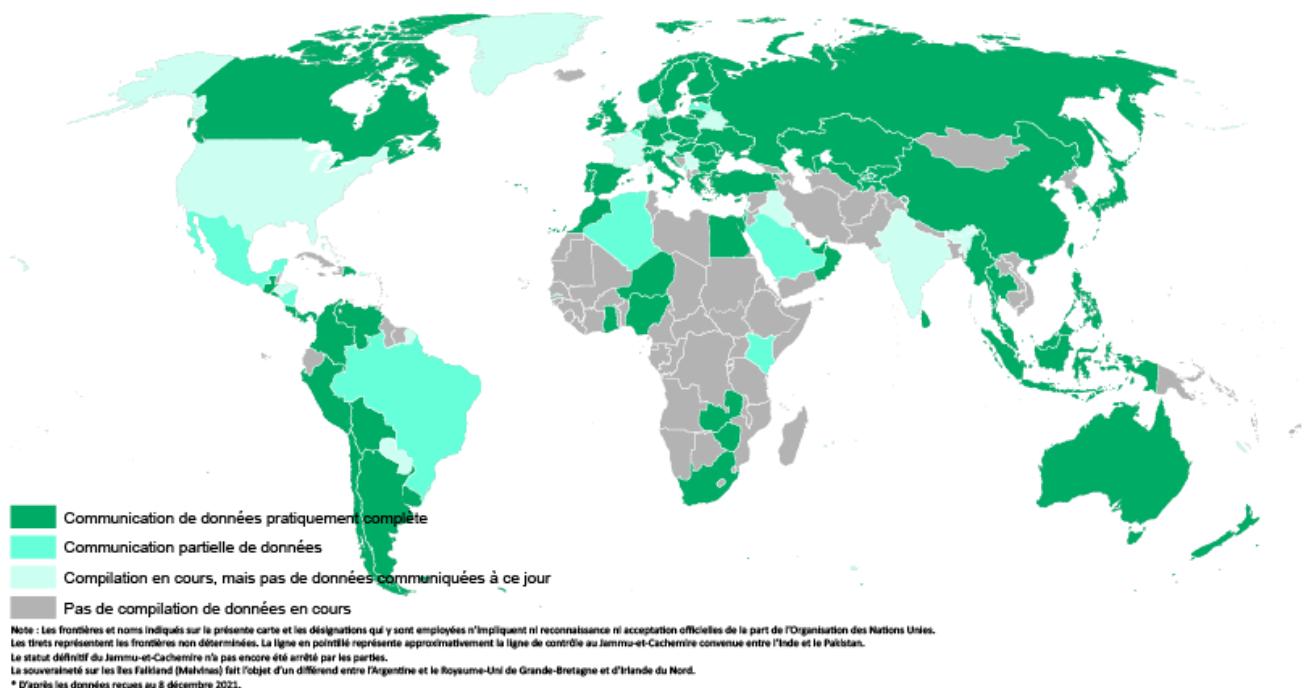 Communication de données pratiquement complète
Communication partielle de données
Compilation en cours, mais pas de données communiquées à ce jour
Pas de compilation de données en cours
Note : Les frontières et noms indiqués sur la présente carte et les désignations qui y sont employées n'impliquent ni reconnaissance ni acceptation officielles de la part de l'Organisation des Nations Unies.
Les tirets représentent les frontières non déterminées. La ligne en pointillé représente approximativement la ligne de contrôle au Jammu-et-Cachemire convenue entre l'Inde et le Pakistan.
Le statut définitif du Jammu-et-Cachemire n'a pas encore été arrêté par les parties.
La souveraineté sur les îles Falkland (Malvinas) fait l'objet d'un différend entre l'Argentine et le Royaume-Uni de Grande-Bretagne et d'Irlande du Nord.
* D'après les données reçues au 8 décembre 2021.